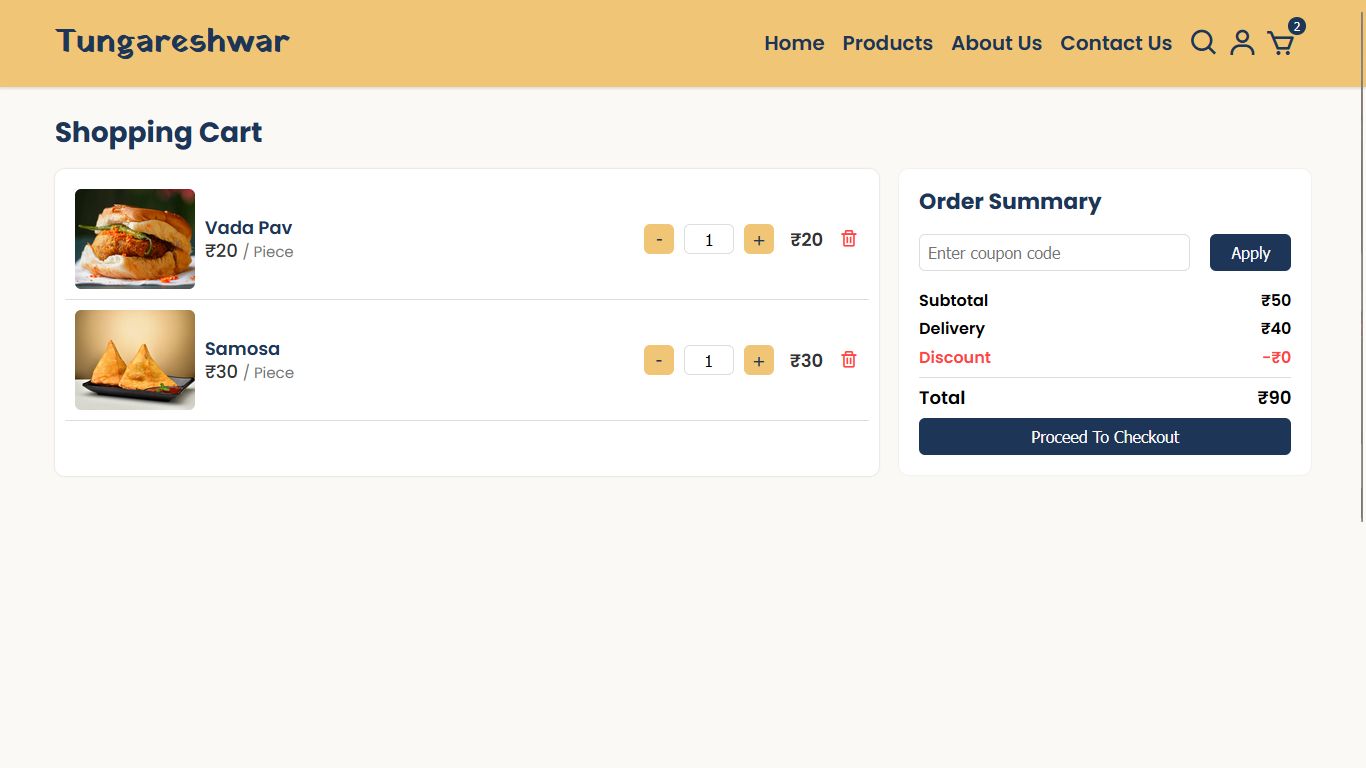 Tungareshwar
Home Products About Us Contact Us 2
Shopping Cart
Vada Pav
₹20 / Piece
- 1 + ₹20
Samosa
₹30 / Piece
- 1 + ₹30
Order Summary
Enter coupon code Apply
Subtotal ₹50
Delivery ₹40
Discount -₹0
Total ₹90
Proceed To Checkout